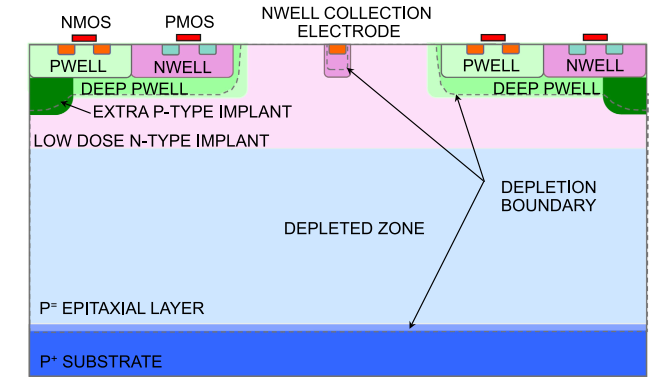 NMOS
PMOS
NWELL COLLECTION
ELECTRODE
PWELL
NWELL
PWELL
NWELL
DEEP PWELL
DEEP PWELL
EXTRA P-TYPE IMPLANT
LOW DOSE N-TYPE IMPLANT
DEPLETION
BOUNDARY
DEPLETED ZONE
P⁼ EPITAXIAL LAYER
P⁺ SUBSTRATE